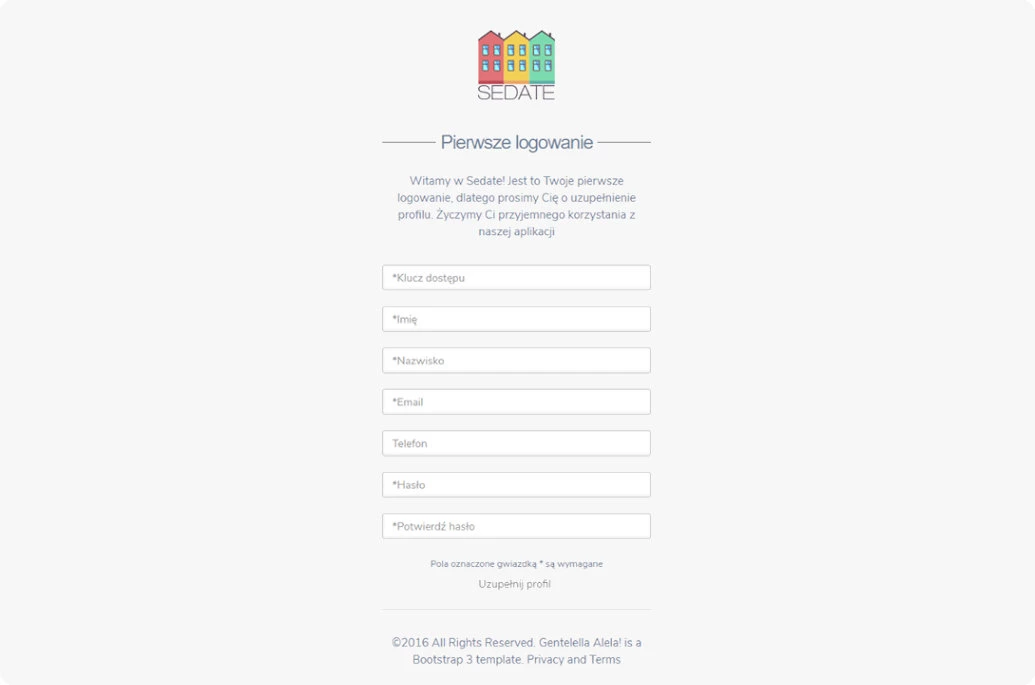 SEDATE
Pierwsze logowanie
Witamy w Sedate! Jest to Twoje pierwsze
logowanie, dlatego prosimy Cię o uzupełnienie
profilu. Życzymy Ci przyjemnego korzystania z
naszej aplikacji
*Klucz dostępu
*Imię
*Nazwisko
*Email
Telefon
*Hasło
*Potwierdź hasło
Pola oznaczone gwiazdką * są wymagane
Uzupełnij profil
©2016 All Rights Reserved. Gentelella Alela! is a
Bootstrap 3 template. Privacy and Terms